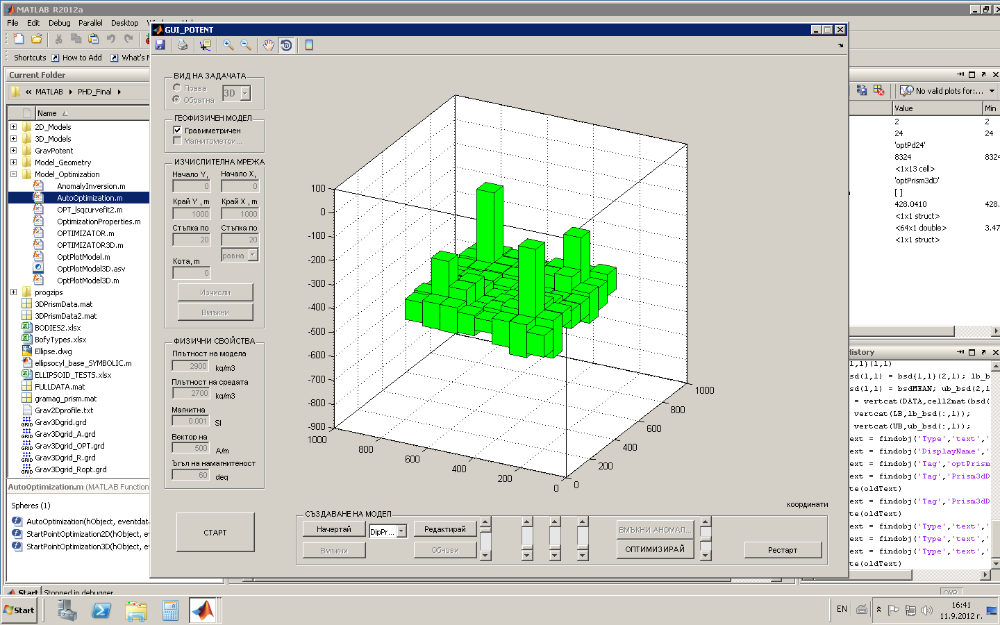 MATLAB R2012a
File Edit Debug Parallel Desktop
Shortcuts How to Add What's
Current Folder
« MATLAB PHD_Final
Name
2D_Models
3D_Models
GravPotent
Model_Geometry
Model_Optimization
AnomalyInversion.m
AutoOptimization.m
OPT_lsqcurvefit2.m
OptimizationProperties.m
OPTIMIZATOR.m
OPTIMIZATOR3D.m
OptPlotModel.m
OptPlotModel3D.asv
OptPlotModel3D.m
progzips
3DPrismData.mat
3DPrismData2.mat
BODIES2.xlsx
BofyTypes.xlsx
Ellipse.dwg
ellipsocyl_base_SYMBOLIC.m
ELLIPSOID_TESTS.xlsx
FULLDATA.mat
gramag_prism.mat
Grav2Dprofile.txt
Grav3Dgrid.grd
Grav3Dgrid_A.grd
Grav3Dgrid_OPT.grd
Grav3Dgrid_R.grd
Grav3Dgrid_Ropt.grd
AutoOptimization.m (MATLAB Function
Spheres (1)
AutoOptimization(hObject, eventdata
StartPointOptimization2D(hObject, ev
StartPointOptimization3D(hObject, ev
Start Stopped in debugger
GUI_POTENT
ВИД НА ЗАДАЧАТА
Права
Обратна
3D
ГЕОФИЗИЧЕН МОДЕЛ
Гравиметричен
Магнитометри...
ИЗЧИСЛИТЕЛНА МРЕЖА
Начало Y, Начало X,
0 0
Край Y , m Край X , m
1000 1000
Стъпка по Стъпка по
20 20
равна
Кота, m
0
Изчисли
Вмъкни
ФИЗИЧНИ СВОЙСТВА
Плътност на модела
2900 kg/m3
Плътност на средата
2700 kg/m3
Магнитна
0.001 SI
Вектор на
500 A/m
Ъгъл на намагнитеност
60 deg
СТАРТ
100
0
-100
-200
-300
-400
-500
-600
-700
-800
-900
1000
800
600
400
200
0
0
200
400
600
800
1000
координати
СЪЗДАВАНЕ НА МОДЕЛ
Начертай DipPr... Редактирай ВМЪКНИ АНОМАЛ...
Вмъкни Обнови ОПТИМИЗИРАЙ Рестарт
No valid plots for:...
Value Min
2 2
24 24
'optPd24'
8324 8324
<1x13 cell>
'optPrism3dD'
[ ]
428.0410 428.
<1x1 struct>
<64x1 double> 3.47
<1x1 struct>
History
1,1}(1,1)
sd(1,1) = bsd{1,1}(2,1); lb_b
sd(1,1) = bsdMEAN; ub_bsd(2,1
= vertcat(DATA,cell2mat(bsd(
vertcat(LB,lb_bsd(:,1));
vertcat(UB,ub_bsd(:,1));
ext = findobj('Type','text','
ext = findobj('DisplayName','
ext = findobj('Tag','optPrism
ext = findobj('Tag','Prism3dD
te(oldText)
ext = findobj('Tag','Prism3dD
te(oldText)
ext = findobj('Type','text','
ext = findobj('Type','text','
ext = findobj('Type','text','
te(oldText)
OVR
Start
EN
16:41
11.9.2012 г.